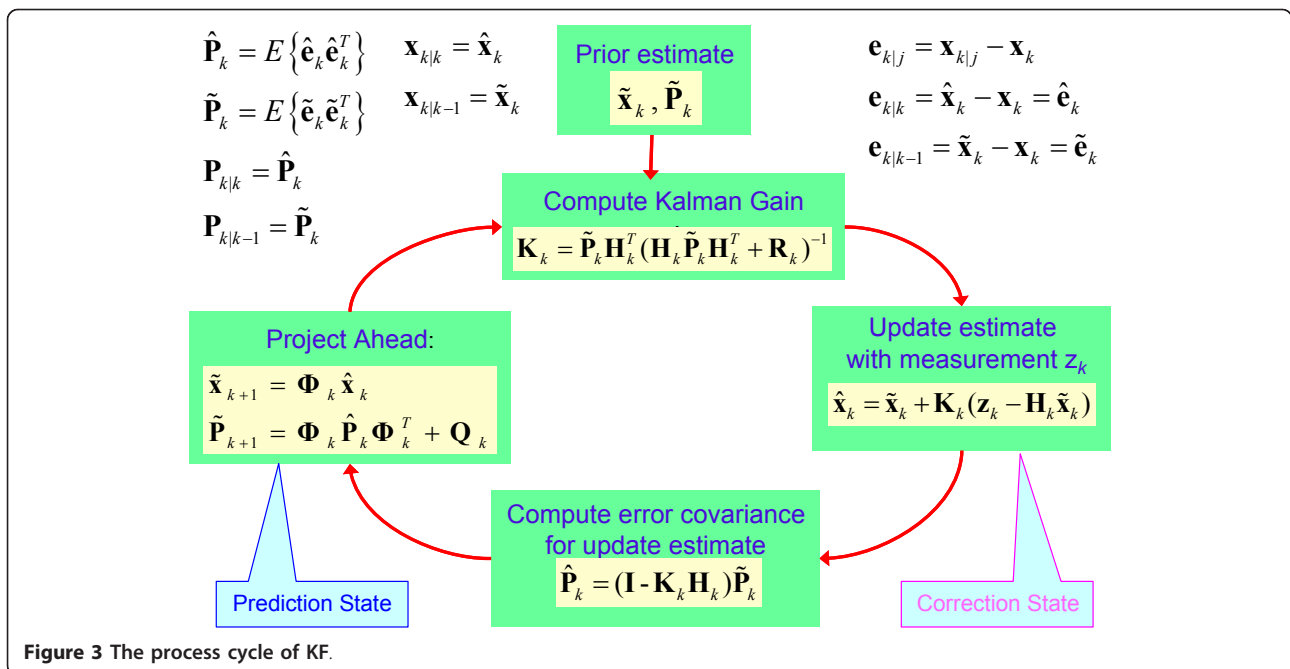 P̂_k = E{ê_k ê_k^T}
P̃_k = E{ẽ_k ẽ_k^T}
P_{k|k} = P̂_k
P_{k|k-1} = P̃_k
x_{k|k} = x̂_k
x_{k|k-1} = x̃_k
Prior estimate
x̃_k , P̃_k
e_{k|j} = x_{k|j} − x_k
e_{k|k} = x̂_k − x_k = ê_k
e_{k|k-1} = x̃_k − x_k = ẽ_k
Compute Kalman Gain
K_k = P̃_k H_k^T (H_k P̃_k H_k^T + R_k)^{-1}
Update estimate
with measurement z_k
x̂_k = x̃_k + K_k(z_k − H_k x̃_k)
Project Ahead:
x̃_{k+1} = Φ_k x̂_k
P̃_{k+1} = Φ_k P̂_k Φ_k^T + Q_k
Compute error covariance
for update estimate
P̂_k = (I - K_k H_k)P̃_k
Prediction State
Correction State
Figure 3 The process cycle of KF.